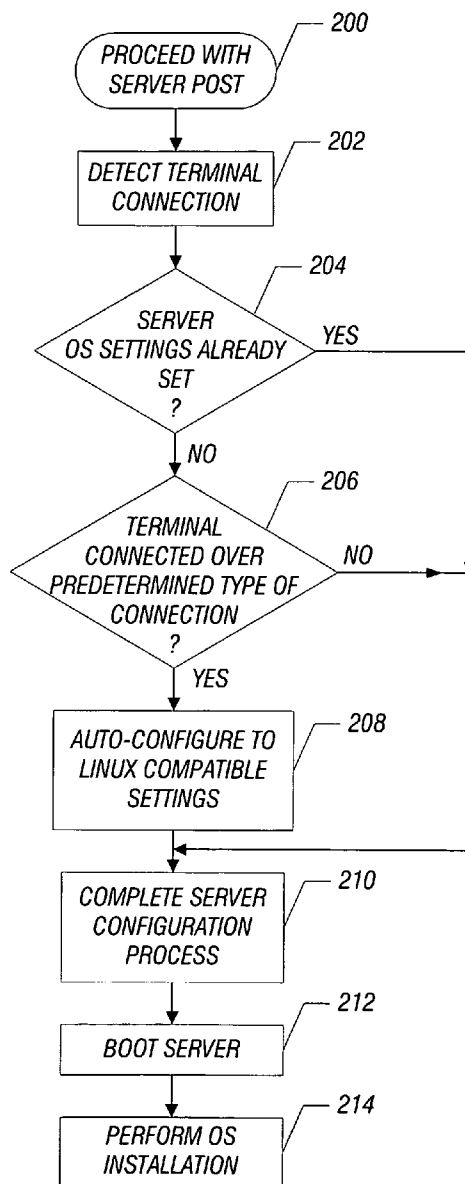 200
PROCEED WITH
SERVER POST
202
DETECT TERMINAL
CONNECTION
204
SERVER
OS SETTINGS ALREADY
SET
?
YES
NO
206
TERMINAL
CONNECTED OVER
PREDETERMINED TYPE OF
CONNECTION
?
NO
YES
208
AUTO-CONFIGURE TO
LINUX COMPATIBLE
SETTINGS
210
COMPLETE SERVER
CONFIGURATION
PROCESS
212
BOOT SERVER
214
PERFORM OS
INSTALLATION